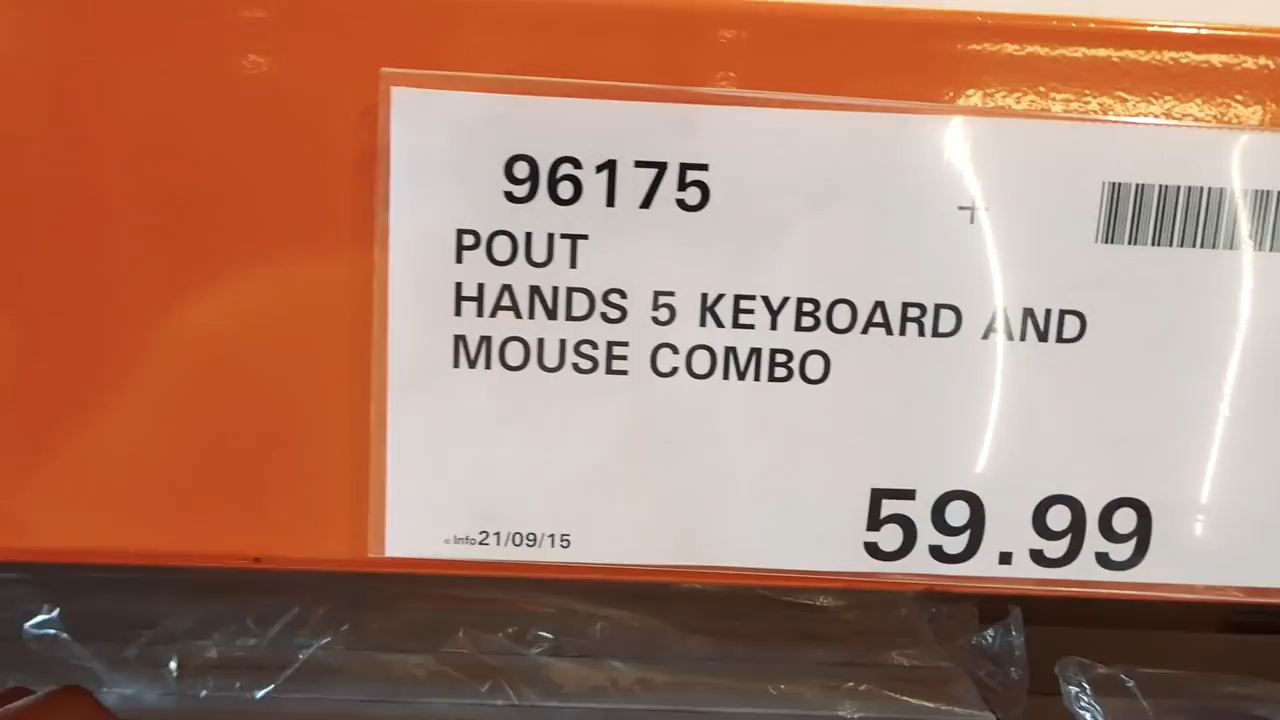 96175
+
POUT
HANDS 5 KEYBOARD AND
MOUSE COMBO
59.99
e Info21/09/15